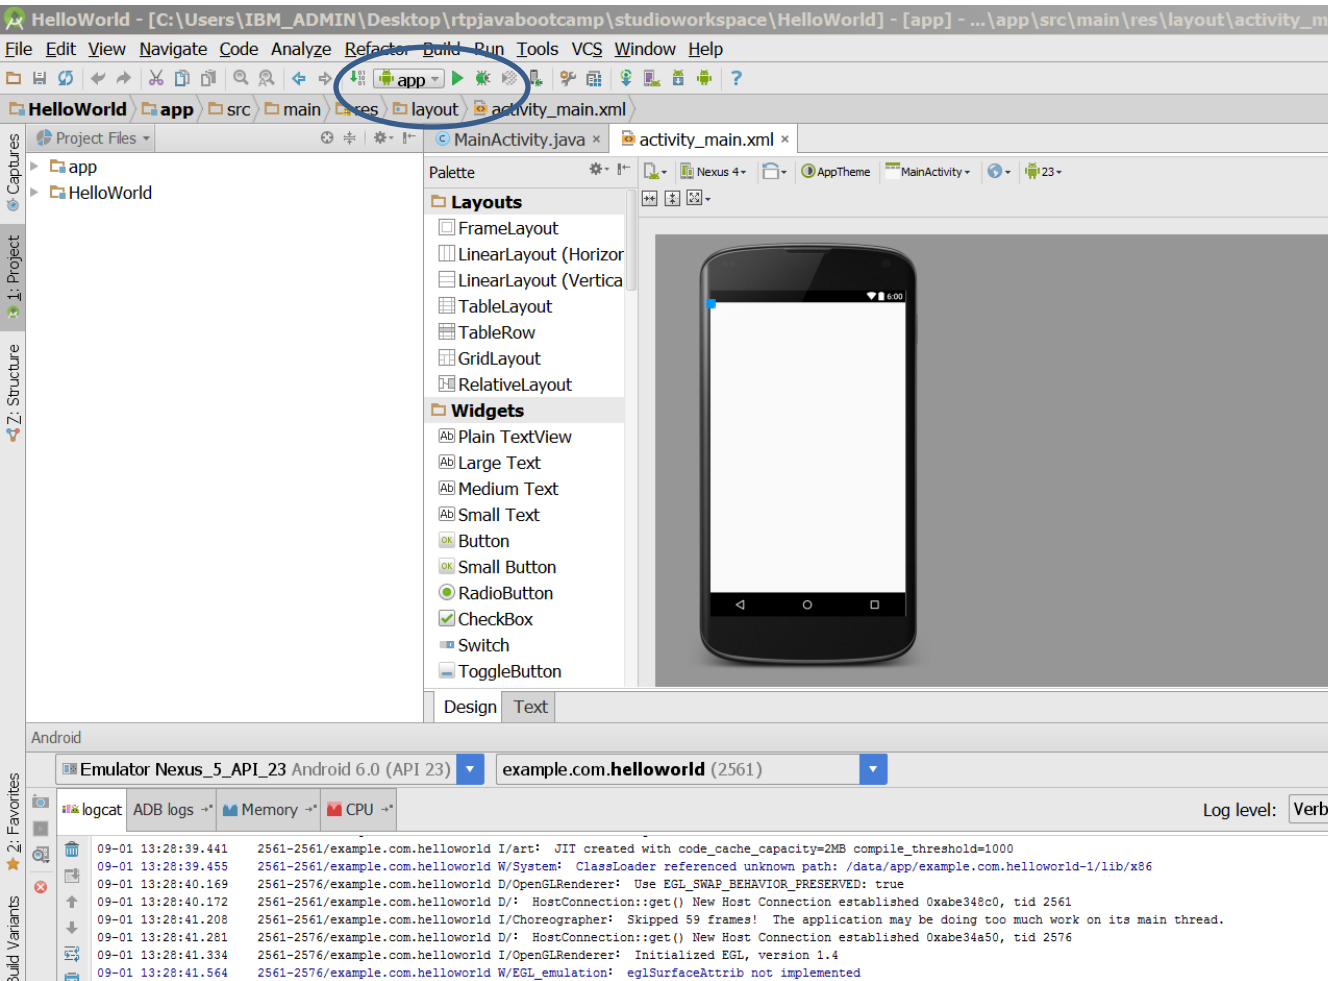 HelloWorld - [C:\Users\IBM_ADMIN\Desktop\rtpjavabootcamp\studioworkspace\HelloWorld] - [app] - ...\app\src\main\res\layout\activity_m
File Edit View Navigate Code Analyze Refactor Build Run Tools VCS Window Help
app
HelloWorld app src main res layout activity_main.xml
Project Files
MainActivity.java × activity_main.xml ×
Captures
1: Project
Z: Structure
2: Favorites
Build Variants
app
HelloWorld
Palette
Nexus 4 AppTheme MainActivity 23
Layouts
FrameLayout
LinearLayout (Horizor
LinearLayout (Vertica
TableLayout
TableRow
GridLayout
RelativeLayout
Widgets
Ab Plain TextView
Ab Large Text
Ab Medium Text
Ab Small Text
OK Button
OK Small Button
RadioButton
CheckBox
Switch
ToggleButton
6:00
Design Text
Android
Emulator Nexus_5_API_23 Android 6.0 (API 23) example.com.helloworld (2561)
logcat ADB logs Memory CPU Log level: Verb
09-01 13:28:39.441 2561-2561/example.com.helloworld I/art: JIT created with code_cache_capacity=2MB compile_threshold=1000
09-01 13:28:39.455 2561-2561/example.com.helloworld W/System: ClassLoader referenced unknown path: /data/app/example.com.helloworld-1/lib/x86
09-01 13:28:40.169 2561-2576/example.com.helloworld D/OpenGLRenderer: Use EGL_SWAP_BEHAVIOR_PRESERVED: true
09-01 13:28:40.172 2561-2561/example.com.helloworld D/: HostConnection::get() New Host Connection established 0xabe348c0, tid 2561
09-01 13:28:41.208 2561-2561/example.com.helloworld I/Choreographer: Skipped 59 frames! The application may be doing too much work on its main thread.
09-01 13:28:41.281 2561-2576/example.com.helloworld D/: HostConnection::get() New Host Connection established 0xabe34a50, tid 2576
09-01 13:28:41.334 2561-2576/example.com.helloworld I/OpenGLRenderer: Initialized EGL, version 1.4
09-01 13:28:41.564 2561-2576/example.com.helloworld W/EGL_emulation: eglSurfaceAttrib not implemented